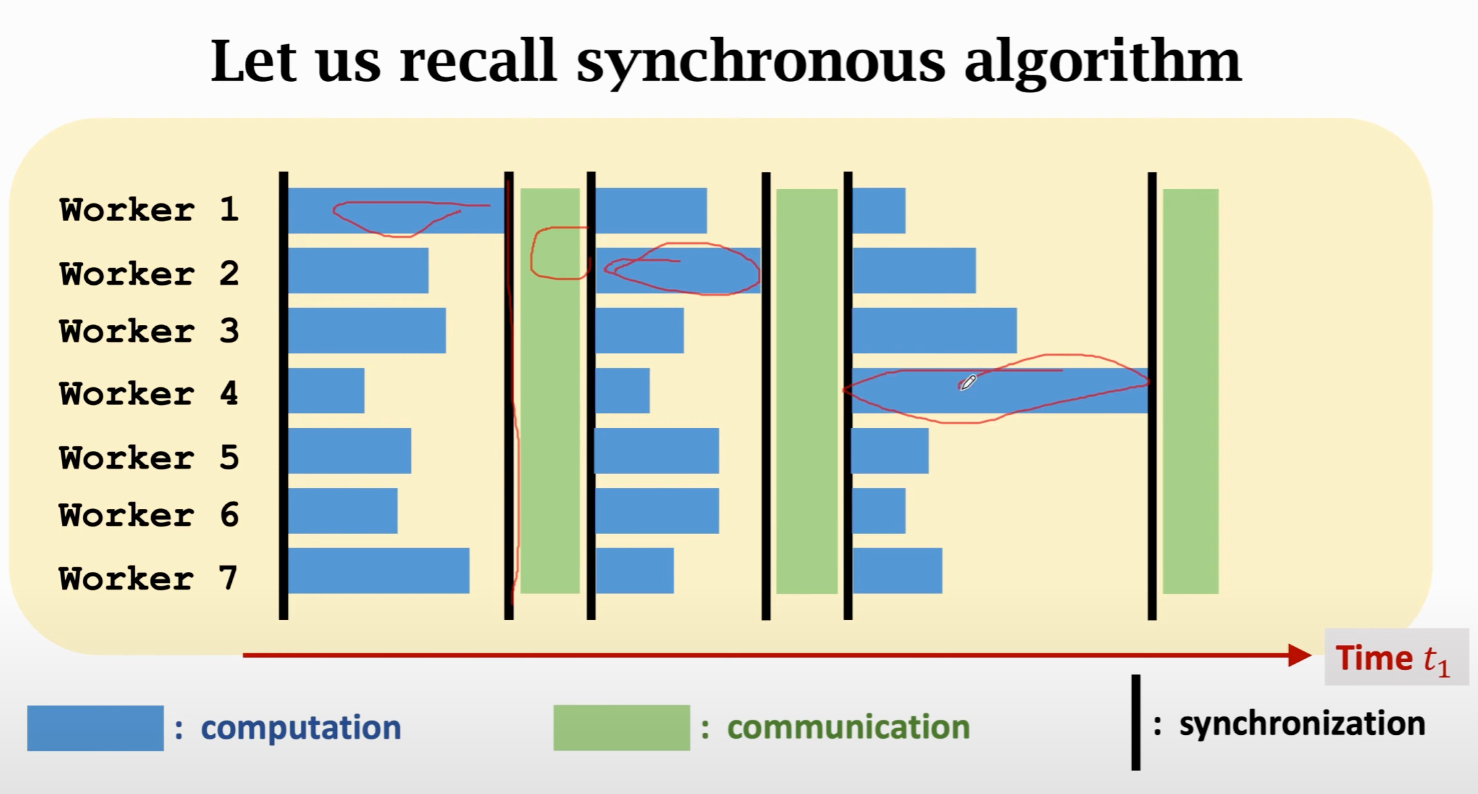 Let us recall synchronous algorithm
Worker 1
Worker 2
Worker 3
Worker 4
Worker 5
Worker 6
Worker 7
Time t₁
: computation
: communication
: synchronization